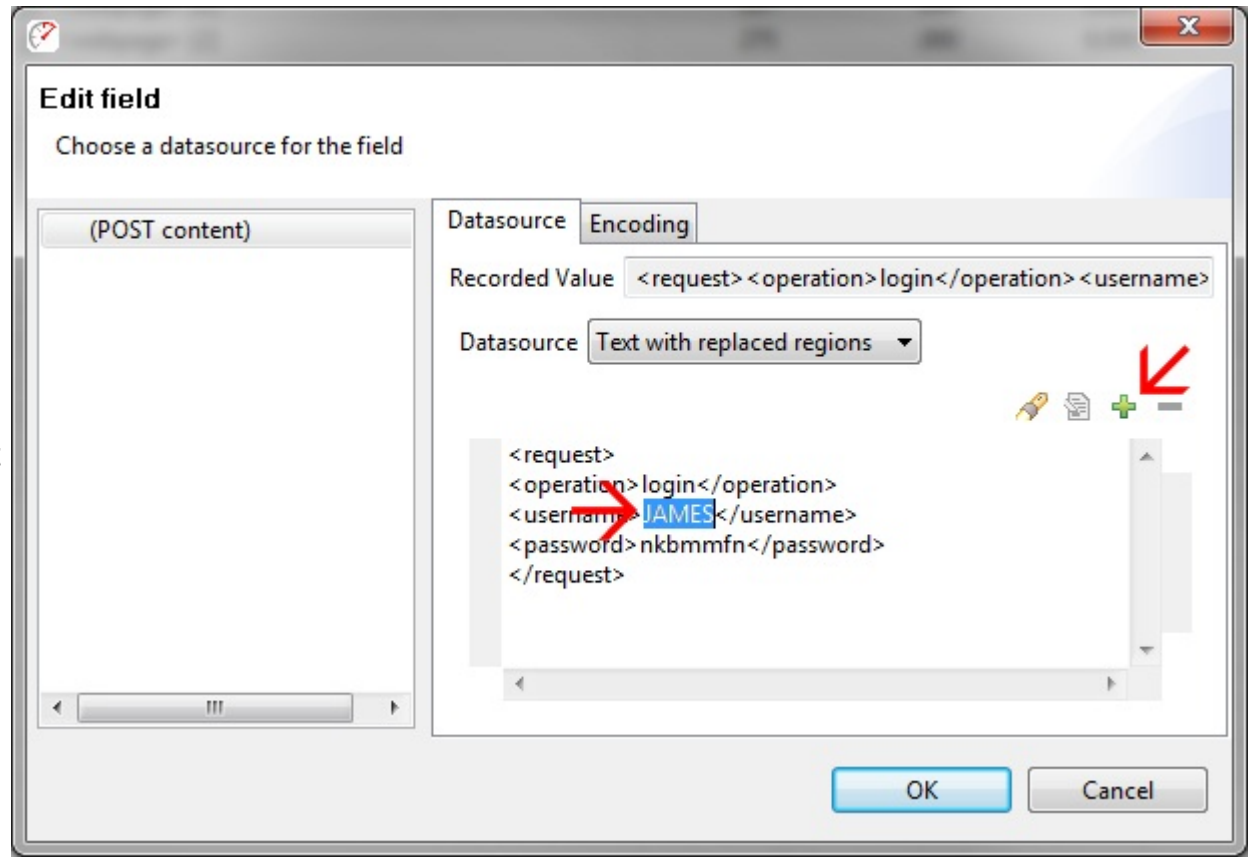 Edit field
Choose a datasource for the field
(POST content)
Datasource Encoding
Recorded Value <request><operation>login</operation><username>
Datasource Text with replaced regions
<request>
<operation>login</operation>
<username>JAMES</username>
<password>nkbmmfn</password>
</request>
OK Cancel